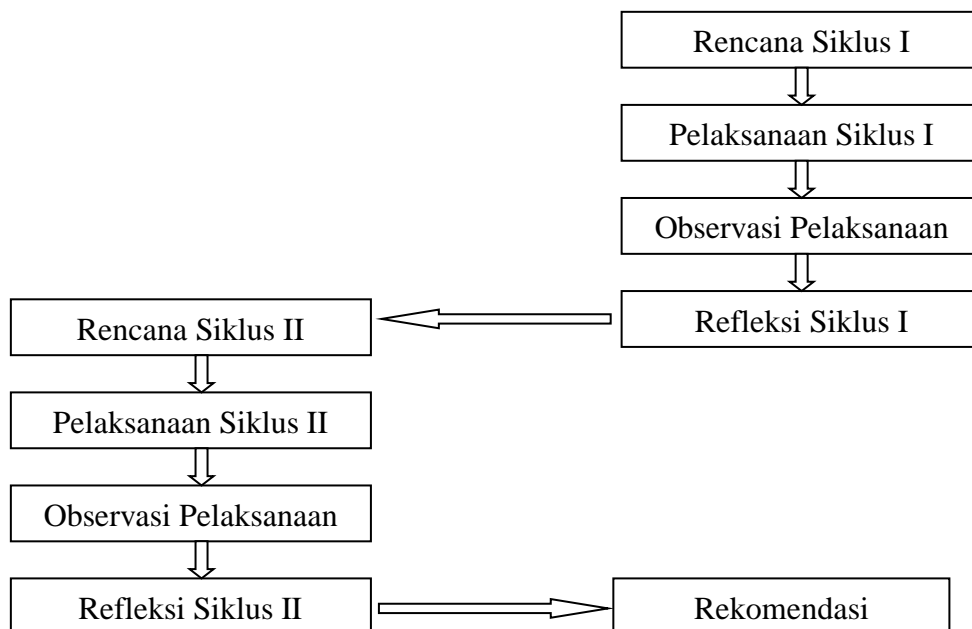 Rencana Siklus I
Pelaksanaan Siklus I
Observasi Pelaksanaan
Refleksi Siklus I
Rencana Siklus II
Pelaksanaan Siklus II
Observasi Pelaksanaan
Refleksi Siklus II
Rekomendasi